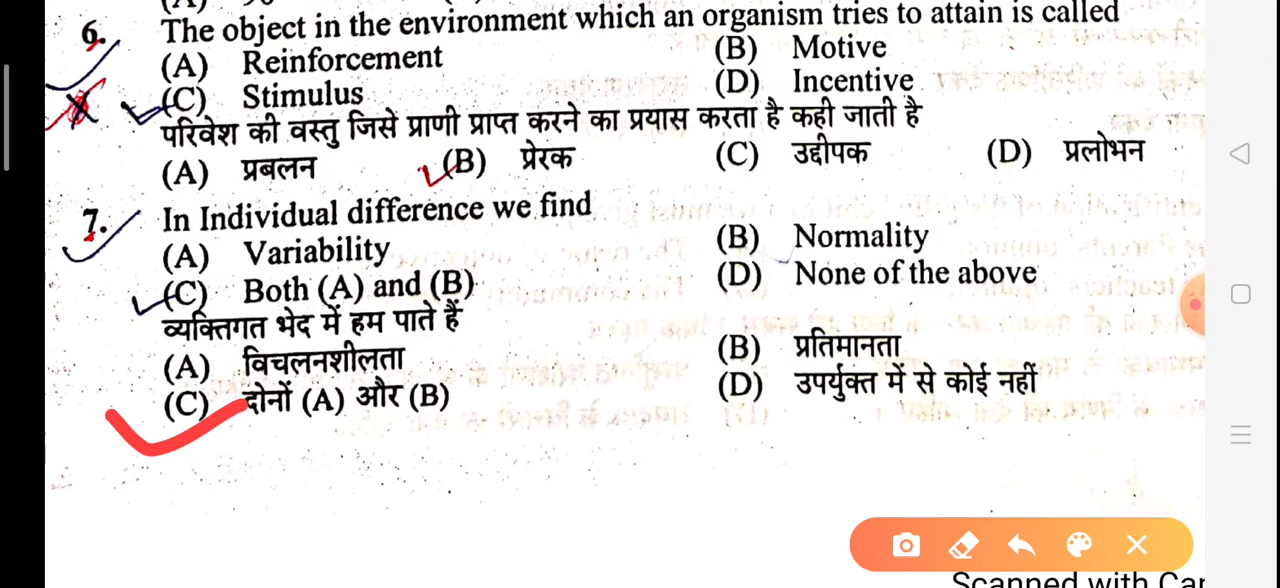 6. The object in the environment which an organism tries to attain is called
(A) Reinforcement (B) Motive
(C) Stimulus (D) Incentive
परिवेश की वस्तु जिसे प्राणी प्राप्त करने का प्रयास करता है कही जाती है
(A) प्रबलन (B) प्रेरक (C) उद्दीपक (D) प्रलोभन
7. In Individual difference we find
(A) Variability (B) Normality
(C) Both (A) and (B) (D) None of the above
व्यक्तिगत भेद में हम पाते हैं
(A) विचलनशीलता (B) प्रतिमानता
(C) दोनों (A) और (B) (D) उपर्युक्त में से कोई नहीं
Scanned with